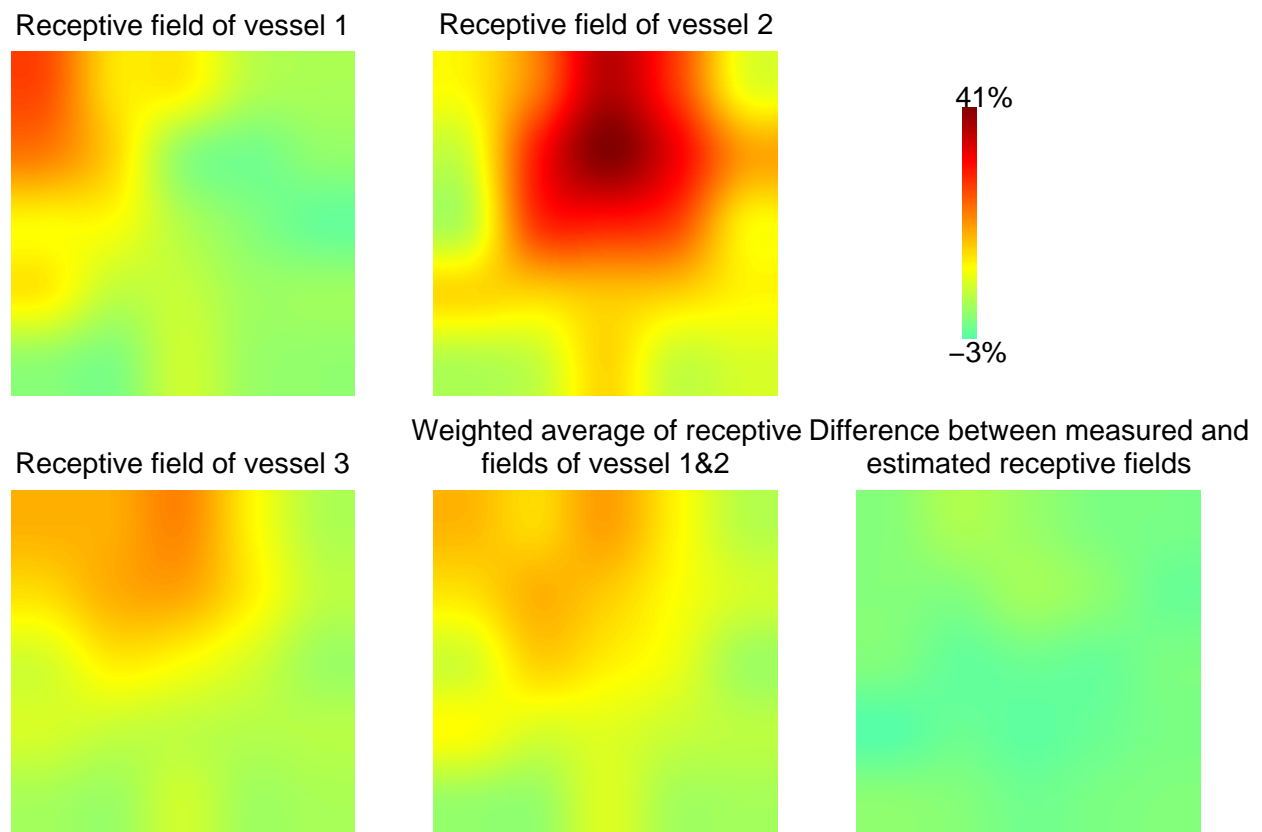 Receptive field of vessel 1
Receptive field of vessel 2
41%
−3%
Receptive field of vessel 3
Weighted average of receptive
fields of vessel 1&2
Difference between measured and
estimated receptive fields